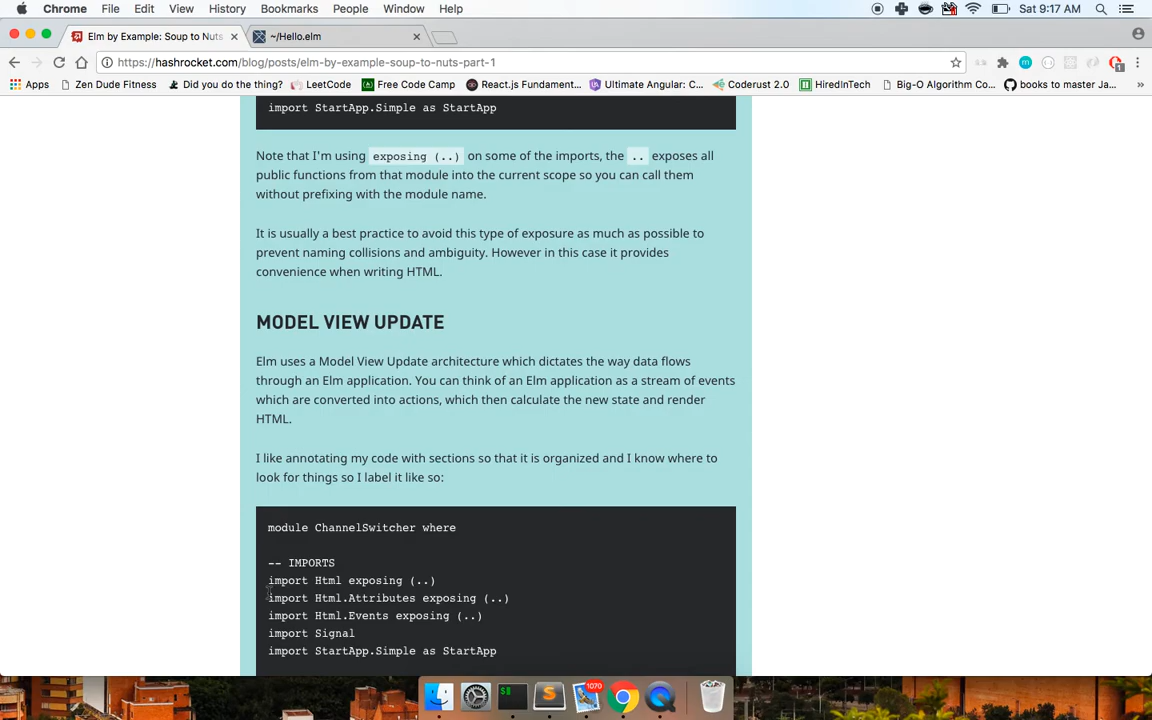 Chrome File Edit View History Bookmarks People Window Help Sat 9:17 AM
Elm by Example: Soup to Nuts ~/Hello.elm
https://hashrocket.com/blog/posts/elm-by-example-soup-to-nuts-part-1
Apps Zen Dude Fitness Did you do the thing? LeetCode Free Code Camp React.js Fundament... Ultimate Angular: C... Coderust 2.0 HiredInTech Big-O Algorithm Co... books to master Ja...
import StartApp.Simple as StartApp
Note that I'm using exposing (..) on some of the imports, the .. exposes all
public functions from that module into the current scope so you can call them
without prefixing with the module name.
It is usually a best practice to avoid this type of exposure as much as possible to
prevent naming collisions and ambiguity. However in this case it provides
convenience when writing HTML.
MODEL VIEW UPDATE
Elm uses a Model View Update architecture which dictates the way data flows
through an Elm application. You can think of an Elm application as a stream of events
which are converted into actions, which then calculate the new state and render
HTML.
I like annotating my code with sections so that it is organized and I know where to
look for things so I label it like so:
module ChannelSwitcher where
-- IMPORTS
import Html exposing (..)
import Html.Attributes exposing (..)
import Html.Events exposing (..)
import Signal
import StartApp.Simple as StartApp
1070